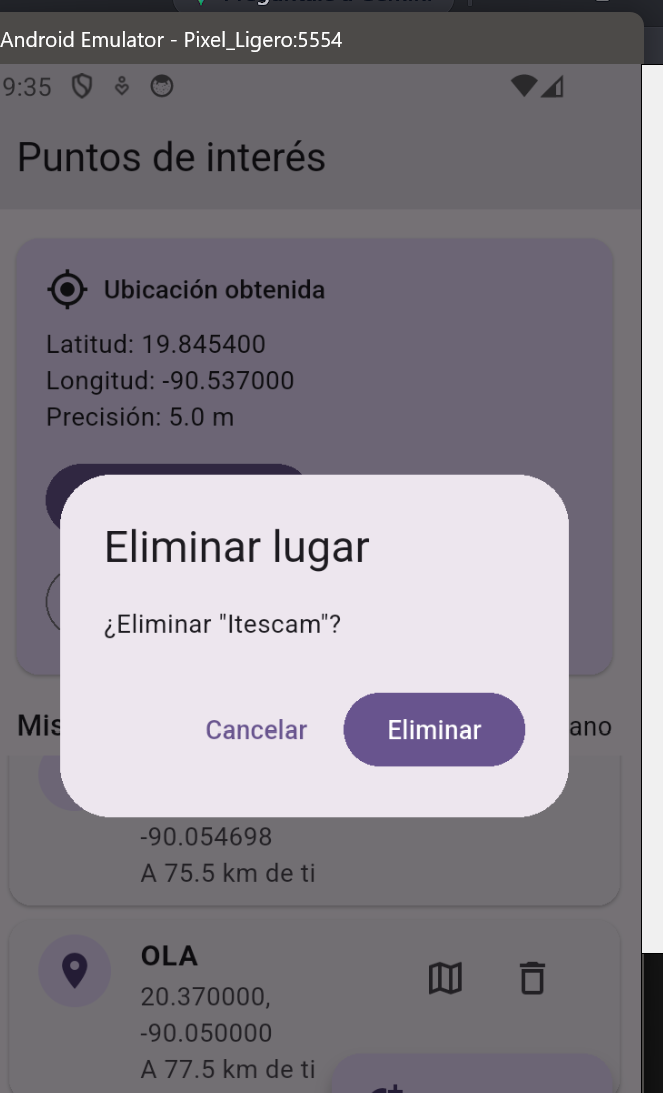 Android Emulator - Pixel_Ligero:5554
9:35
Puntos de interés
Ubicación obtenida
Latitud: 19.845400
Longitud: -90.537000
Precisión: 5.0 m
Eliminar lugar
¿Eliminar "Itescam"?
Cancelar
Eliminar
Mis
ano
-90.054698
A 75.5 km de ti
OLA
20.370000,
-90.050000
A 77.5 km de ti